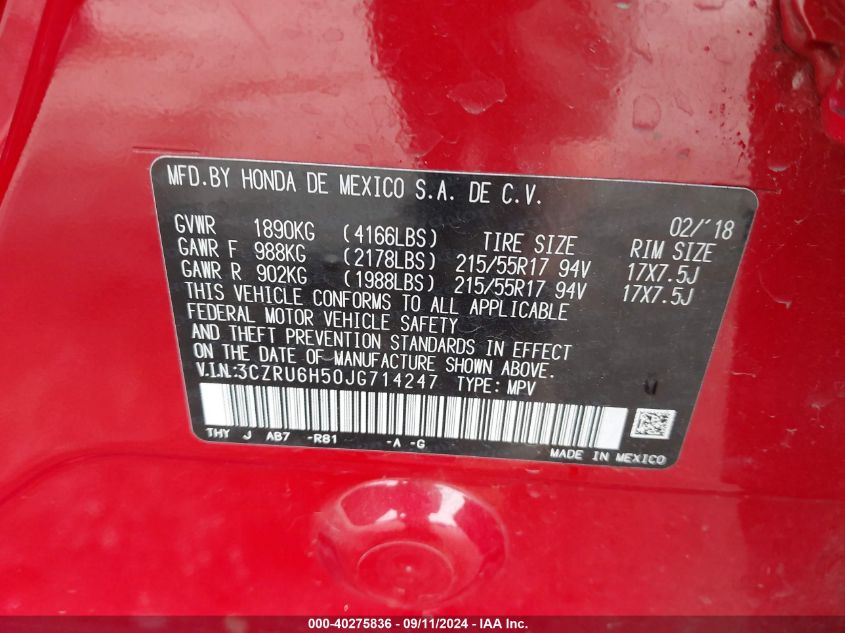 MFD.BY HONDA DE MEXICO S.A. DE C.V.
02/'18
GVWR 1890KG (4166LBS) TIRE SIZE RIM SIZE
GAWR F 988KG (2178LBS) 215/55R17 94V 17X7.5J
GAWR R 902KG (1988LBS) 215/55R17 94V 17X7.5J
THIS VEHICLE CONFORMS TO ALL APPLICABLE
FEDERAL MOTOR VEHICLE SAFETY
AND THEFT PREVENTION STANDARDS IN EFFECT
ON THE DATE OF MANUFACTURE SHOWN ABOVE.
V.I.N:3CZRU6H50JG714247 TYPE: MPV
THY J AB7 -R81 -A -G
MADE IN MEXICO
000-40275836 - 09/11/2024 - IAA Inc.